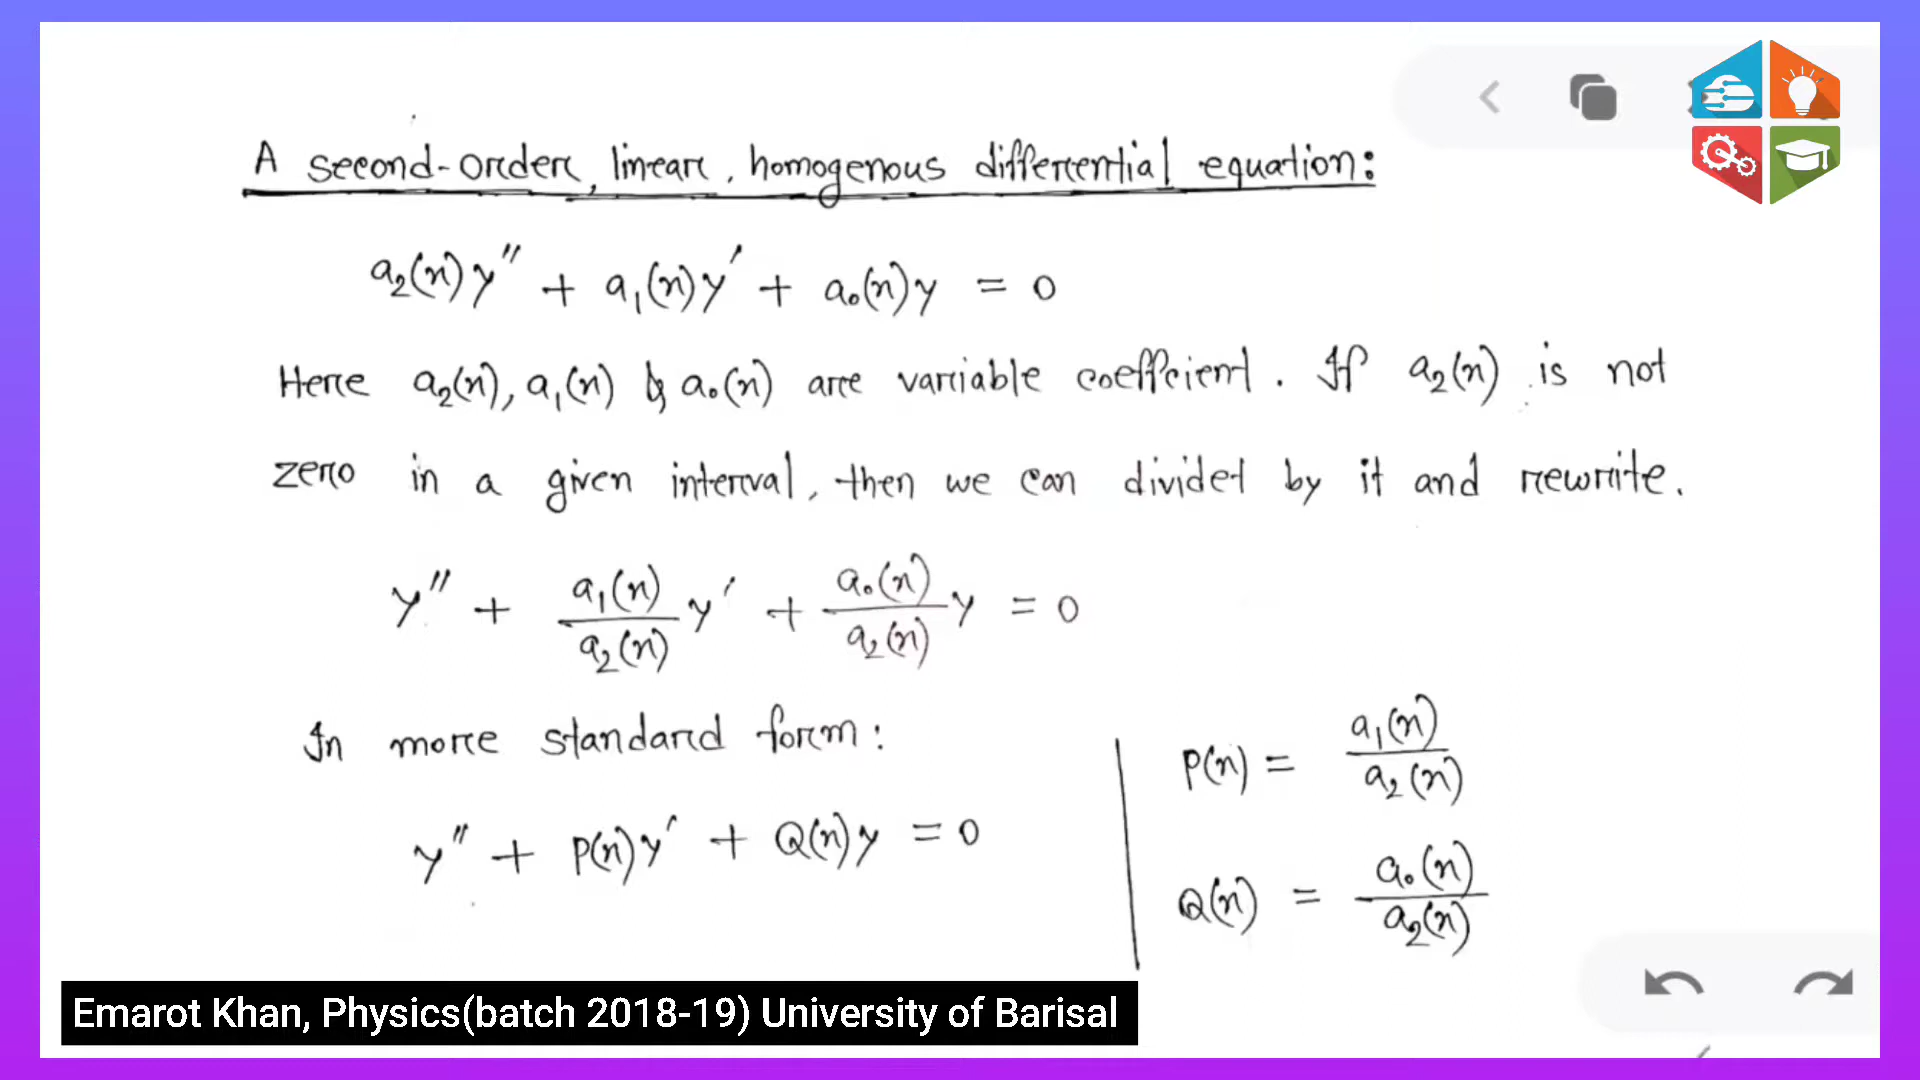 A second-order, linear, homogenous differential equation:
a₂(x)y″ + a₁(x)y′ + a₀(x)y = 0
Here a₂(x), a₁(x) & a₀(x) are variable coefficient. If a₂(x) is not
zero in a given interval, then we can divided by it and rewrite.
y″ + a₁(x)/a₂(x) y′ + a₀(x)/a₂(x) y = 0
In more standard form:
y″ + P(x)y′ + Q(x)y = 0
P(x) = a₁(x)/a₂(x)
Q(x) = a₀(x)/a₂(x)
Emarot Khan, Physics(batch 2018-19) University of Barisal